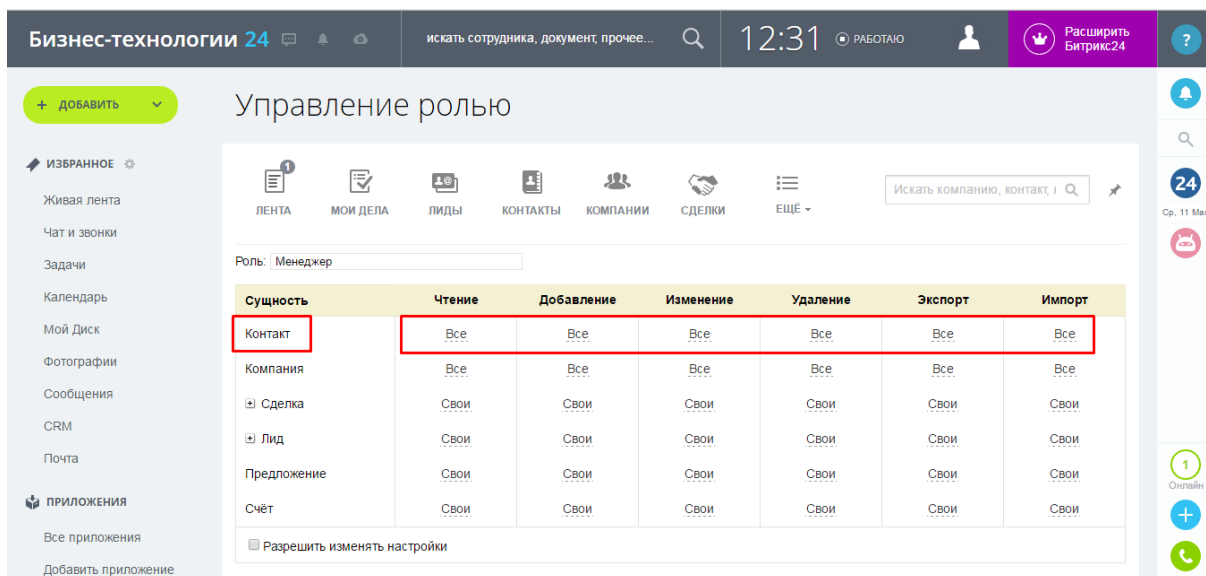 Бизнес-технологии 24
искать сотрудника, документ, прочее...
12:31
РАБОТАЮ
Расширить
Битрикс24
?
+ ДОБАВИТЬ
Управление ролью
ИЗБРАННОЕ
Живая лента
Чат и звонки
Задачи
Календарь
Мой Диск
Фотографии
Сообщения
CRM
Почта
ПРИЛОЖЕНИЯ
Все приложения
Добавить приложение
1
ЛЕНТА МОИ ДЕЛА ЛИДЫ КОНТАКТЫ КОМПАНИИ СДЕЛКИ ЕЩЁ
Искать компанию, контакт,
Роль: Менеджер
Сущность Чтение Добавление Изменение Удаление Экспорт Импорт
Контакт Все Все Все Все Все Все
Компания Все Все Все Все Все Все
Сделка Свои Свои Свои Свои Свои Свои
Лид Свои Свои Свои Свои Свои Свои
Предложение Свои Свои Свои Свои Свои Свои
Счёт Свои Свои Свои Свои Свои Свои
Разрешить изменять настройки
24
Ср, 11 Ма
1
Онлайн